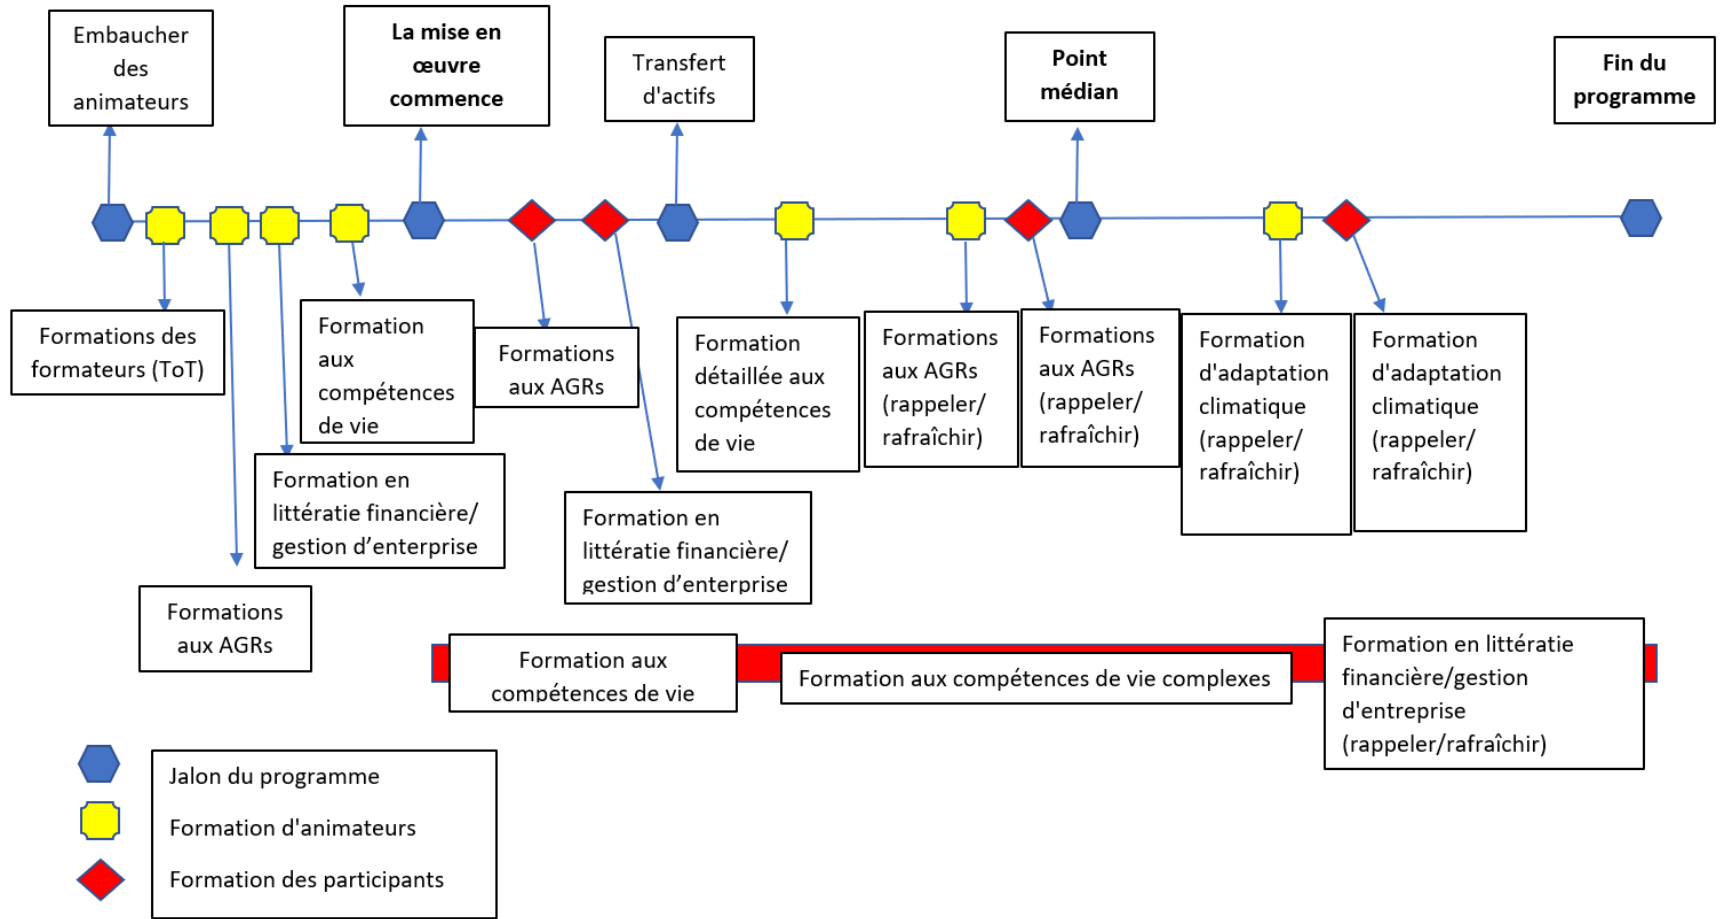 Embaucher
des
animateurs
La mise en
œuvre
commence
Transfert
d'actifs
Point
médian
Fin du
programme
Formations des
formateurs (ToT)
Formations
aux AGRs
Formation en
littératie financière/
gestion d’enterprise
Formation
aux
compétences
de vie
Formations
aux AGRs
Formation en
littératie financière/
gestion d’enterprise
Formation
détaillée aux
compétences
de vie
Formations
aux AGRs
(rappeler/
rafraîchir)
Formations
aux AGRs
(rappeler/
rafraîchir)
Formation
d'adaptation
climatique
(rappeler/
rafraîchir)
Formation
d'adaptation
climatique
(rappeler/
rafraîchir)
Formation aux
compétences de vie
Formation aux compétences de vie complexes
Formation en littératie
financière/gestion
d'entreprise
(rappeler/rafraîchir)
Jalon du programme
Formation d'animateurs
Formation des participants